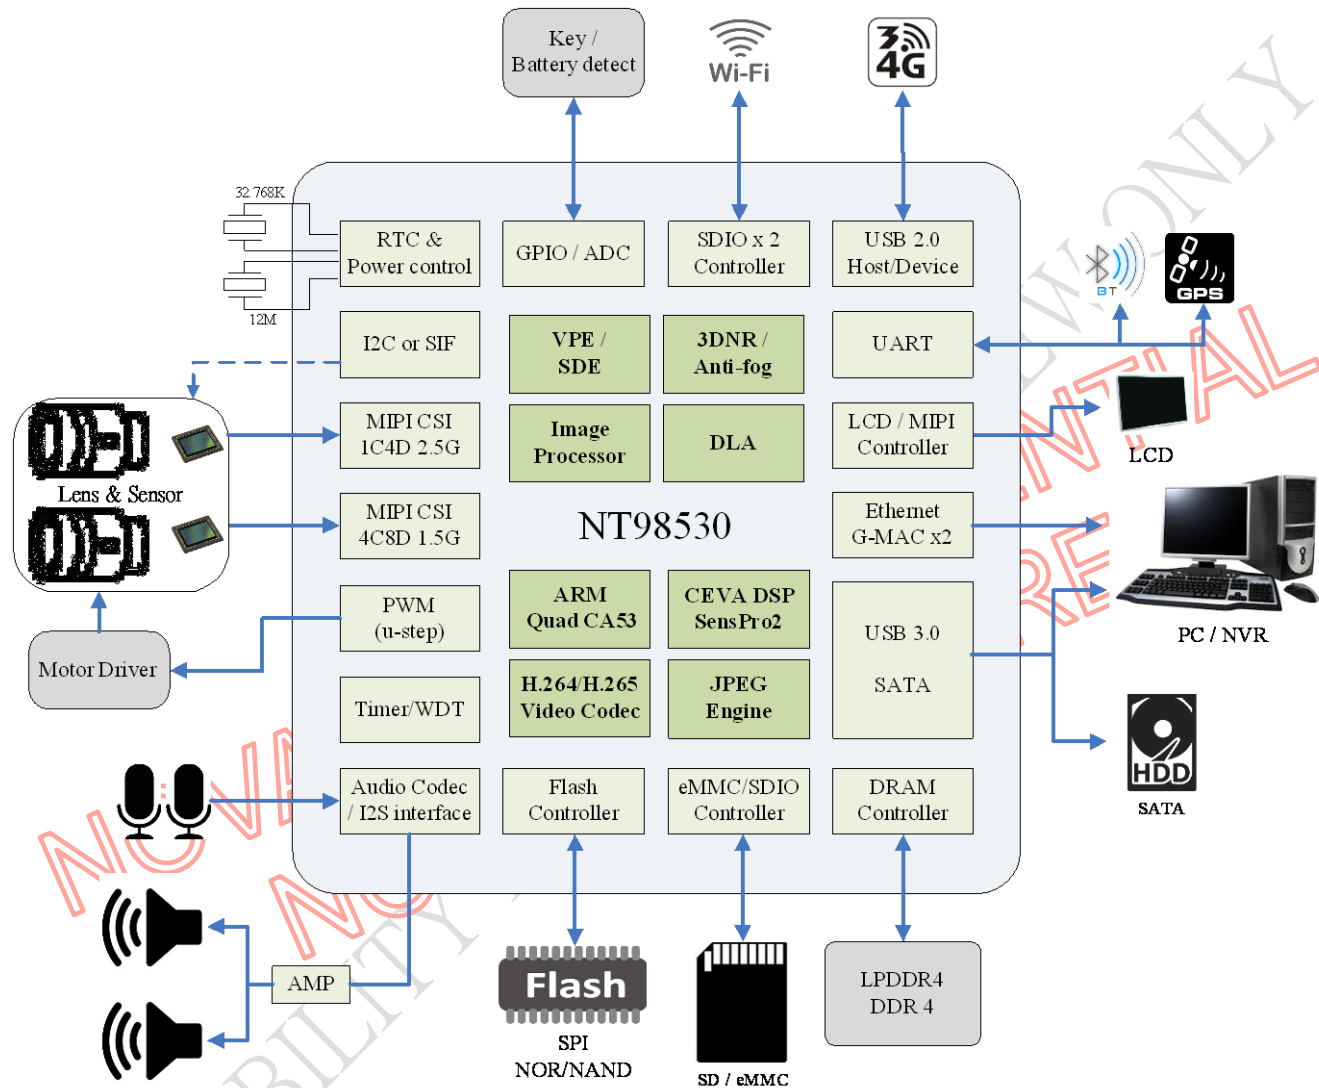 Key /
Battery detect
Wi-Fi
3
4G
32.768K
12M
RTC &
Power control
GPIO / ADC
SDIO x 2
Controller
USB 2.0
Host/Device
BT
GPS
I2C or SIF
VPE /
SDE
3DNR /
Anti-fog
UART
MIPI CSI
1C4D 2.5G
Image
Processor
DLA
LCD / MIPI
Controller
LCD
Lens & Sensor
MIPI CSI
4C8D 1.5G
NT98530
Ethernet
G-MAC x2
PC / NVR
PWM
(u-step)
ARM
Quad CA53
CEVA DSP
SensPro2
USB 3.0
SATA
Motor Driver
Timer/WDT
H.264/H.265
Video Codec
JPEG
Engine
HDD
SATA
Audio Codec
/ I2S interface
Flash
Controller
eMMC/SDIO
Controller
DRAM
Controller
AMP
Flash
SPI
NOR/NAND
SD / eMMC
LPDDR4
DDR 4